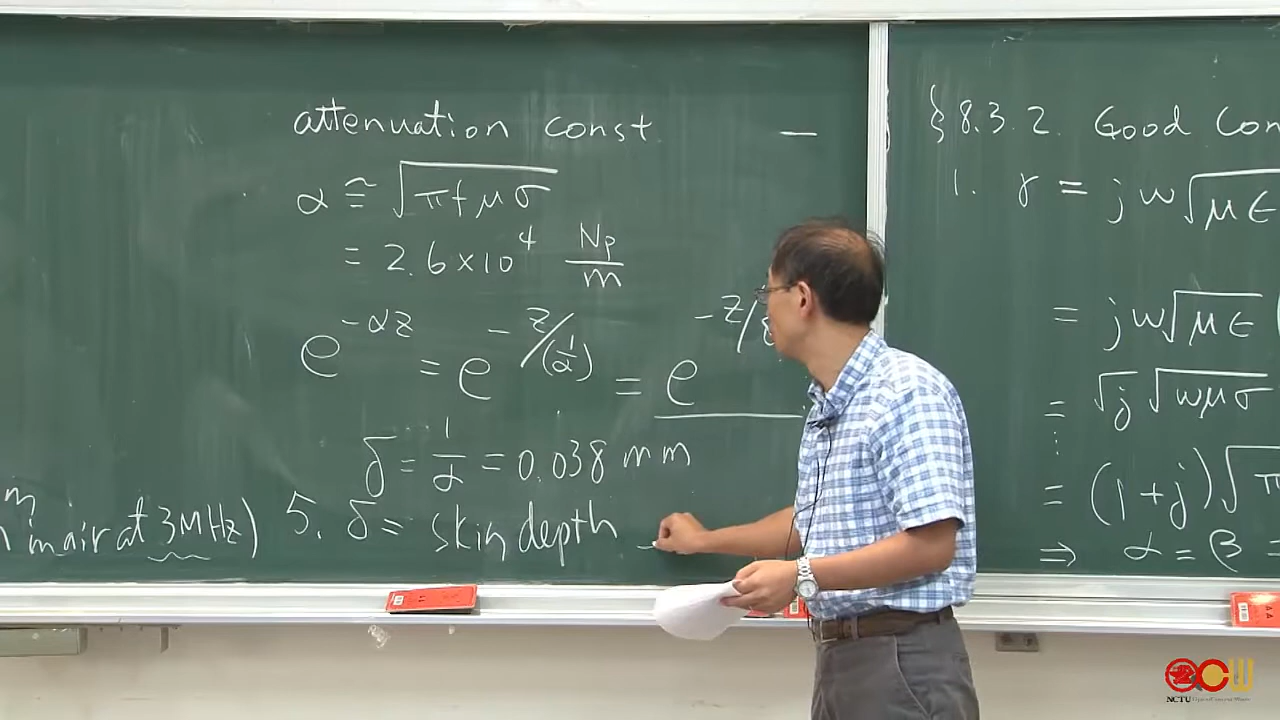 attenuation const. —
α ≅ √πfμσ
= 2.6×10⁴ Np/m
e^-αz = e^-z/(1/α) = e^-z/δ
δ = 1/α = 0.038 mm
m
in air at 3MHz)
5. δ = skin depth —
§8.3.2. Good Con
1. γ = jω√με
= jω√με
= √j √ωμσ
⋮
= (1+j)√π
⇒ α = β =
NCTU